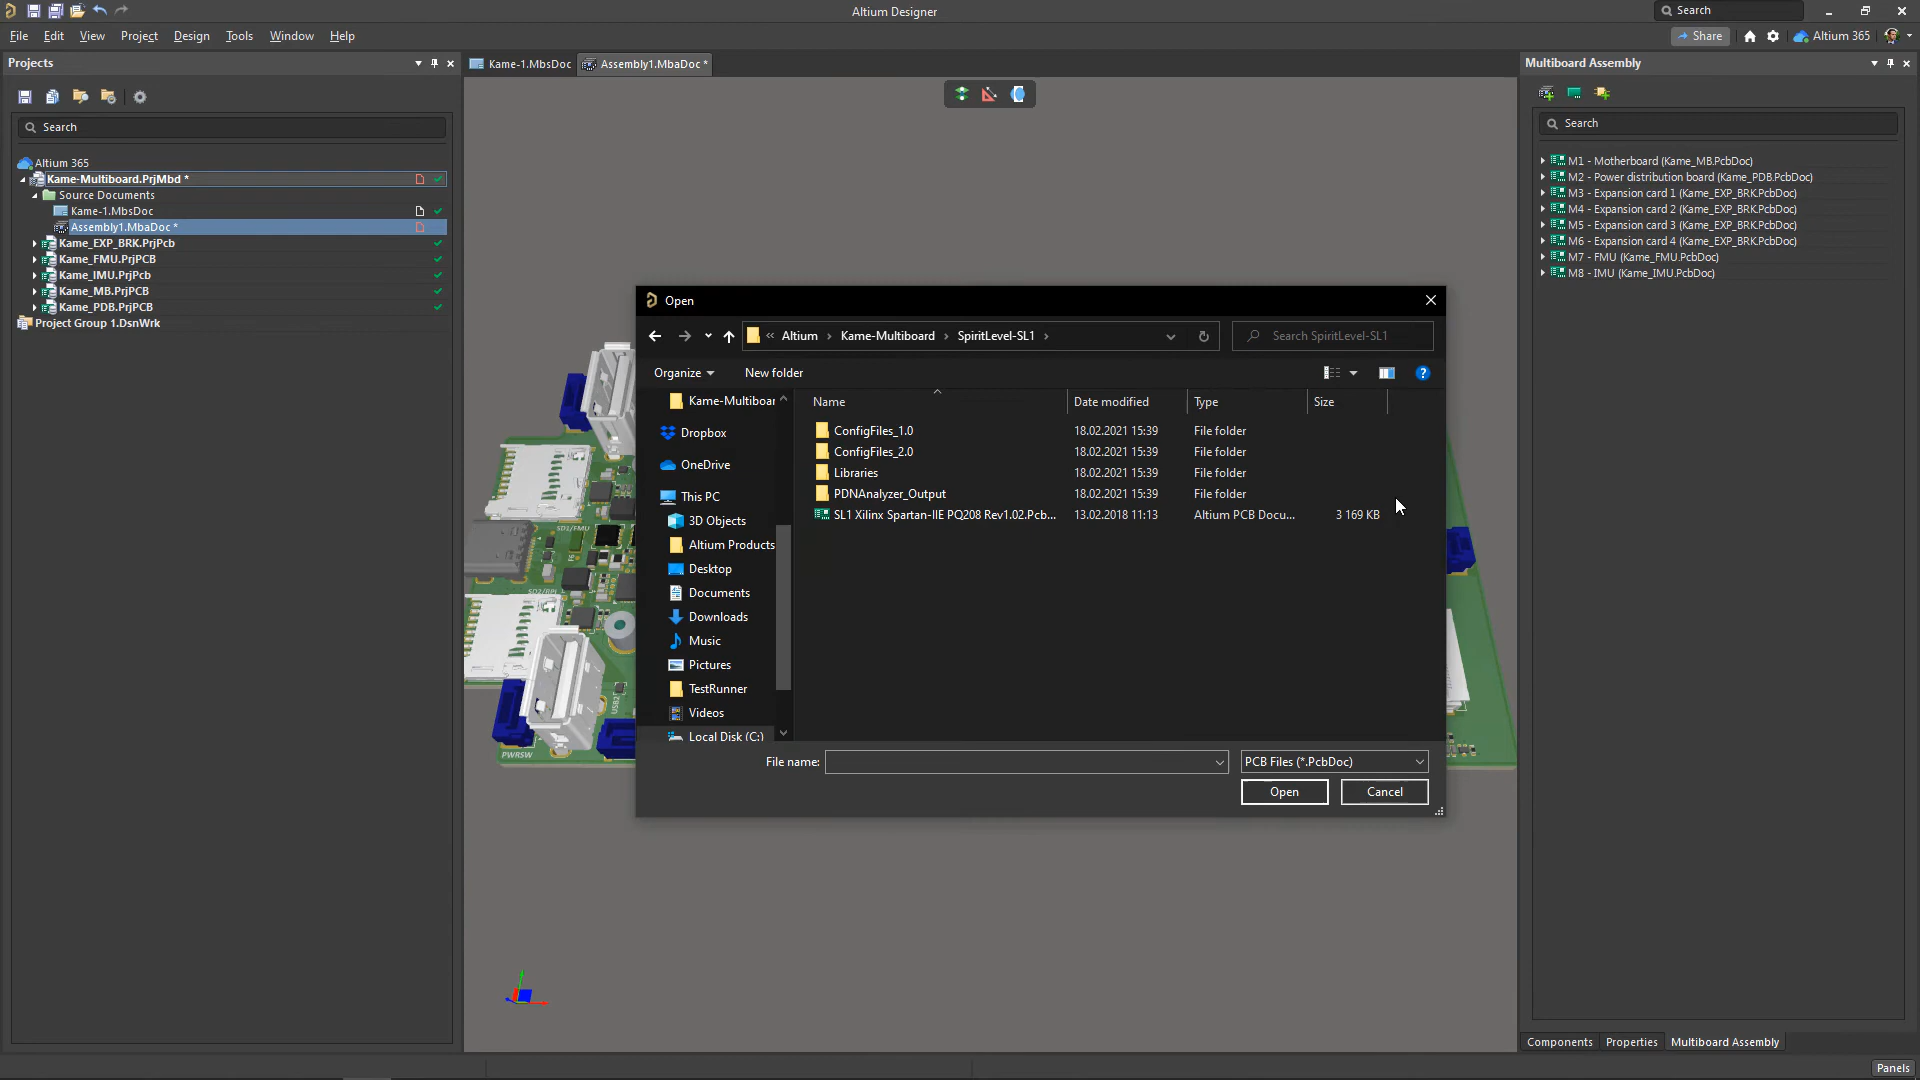 Altium Designer
Search
File Edit View Project Design Tools Window Help
Share
Altium 365
Projects
Kame-1.MbsDoc
Assembly1.MbaDoc *
Multiboard Assembly
Search
Search
Altium 365
Kame-Multiboard.PrjMbd *
Source Documents
Kame-1.MbsDoc
Assembly1.MbaDoc *
Kame_EXP_BRK.PrjPcb
Kame_FMU.PrjPCB
Kame_IMU.PrjPcb
Kame_MB.PrjPCB
Kame_PDB.PrjPCB
Project Group 1.DsnWrk
M1 - Motherboard (Kame_MB.PcbDoc)
M2 - Power distribution board (Kame_PDB.PcbDoc)
M3 - Expansion card 1 (Kame_EXP_BRK.PcbDoc)
M4 - Expansion card 2 (Kame_EXP_BRK.PcbDoc)
M5 - Expansion card 3 (Kame_EXP_BRK.PcbDoc)
M6 - Expansion card 4 (Kame_EXP_BRK.PcbDoc)
M7 - FMU (Kame_FMU.PcbDoc)
M8 - IMU (Kame_IMU.PcbDoc)
Open
« Altium › Kame-Multiboard › SpiritLevel-SL1 ›
Search SpiritLevel-SL1
Organize
New folder
Name Date modified Type Size
ConfigFiles_1.0 18.02.2021 15:39 File folder
ConfigFiles_2.0 18.02.2021 15:39 File folder
Libraries 18.02.2021 15:39 File folder
PDNAnalyzer_Output 18.02.2021 15:39 File folder
SL1 Xilinx Spartan-IIE PQ208 Rev1.02.Pcb... 13.02.2018 11:13 Altium PCB Docu... 3 169 KB
Kame-Multiboar
Dropbox
OneDrive
This PC
3D Objects
Altium Products
Desktop
Documents
Downloads
Music
Pictures
TestRunner
Videos
Local Disk (C:)
File name:
PCB Files (*.PcbDoc)
Open
Cancel
SD1/FMU
SD2/RPI
USB2
PWRSW
Components
Properties
Multiboard Assembly
Panels